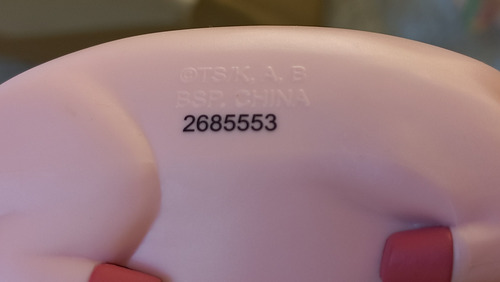 ©TS/K. A. B
BSP. CHINA
2685553